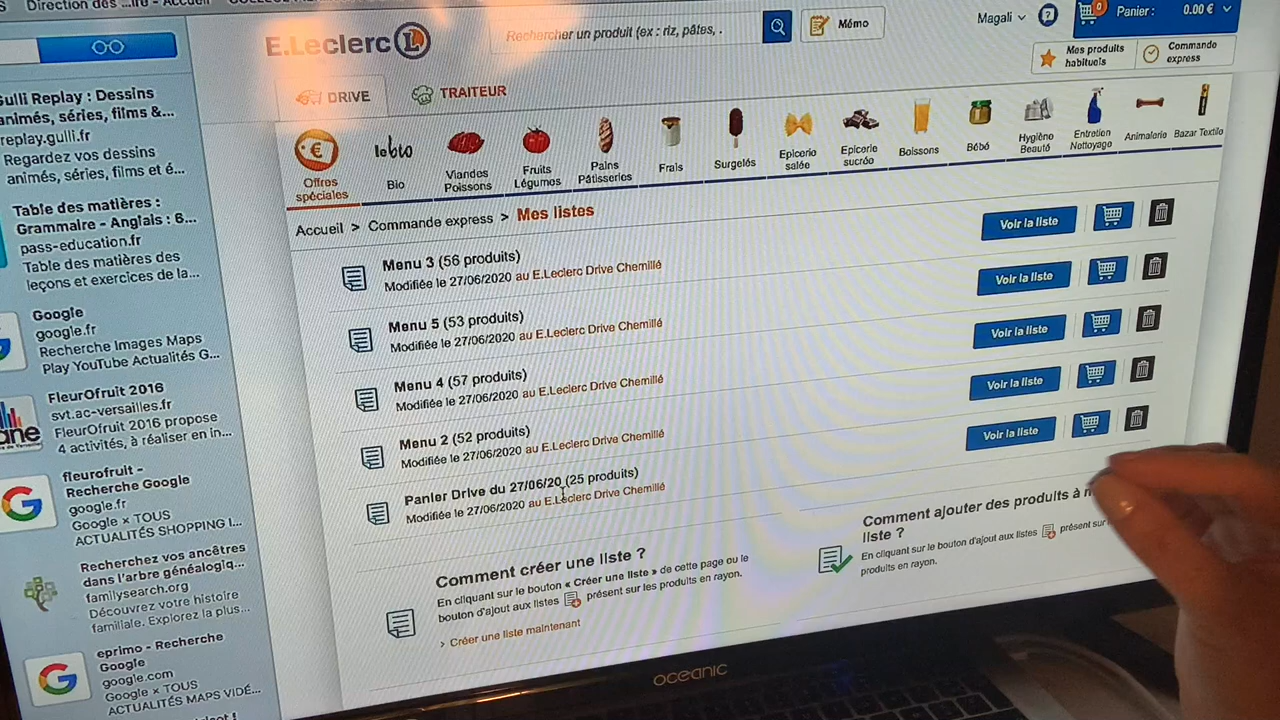 Direction des
Accueil
E.Leclerc L
Rechercher un produit (ex : riz, pâtes, .
Mémo
Magali
?
0
Panier :
0.00 €
Mes produits
habituels
Commande
express
DRIVE
TRAITEUR
Offres
spéciales
Bio
Viandes
Poissons
Fruits
Légumes
Pains
Pâtisseries
Frais
Surgelés
Epicerie
salée
Epicerie
sucrée
Boissons
Bébé
Hygiène
Beauté
Entretien
Nettoyage
Animalerie
Bazar Textile
Accueil > Commande express > Mes listes
Menu 3 (56 produits)
Modifiée le 27/06/2020 au E.Leclerc Drive Chemillé
Voir la liste
Menu 5 (53 produits)
Modifiée le 27/06/2020 au E.Leclerc Drive Chemillé
Voir la liste
Menu 4 (57 produits)
Modifiée le 27/06/2020 au E.Leclerc Drive Chemillé
Voir la liste
Menu 2 (52 produits)
Modifiée le 27/06/2020 au E.Leclerc Drive Chemillé
Voir la liste
Panier Drive du 27/06/20 (25 produits)
Modifiée le 27/06/2020 au E.Leclerc Drive Chemillé
Voir la liste
Comment créer une liste ?
En cliquant sur le bouton « Créer une liste » de cette page ou le
bouton d'ajout aux listes présent sur les produits en rayon.
> Créer une liste maintenant
Comment ajouter des produits à
liste ?
En cliquant sur le bouton d'ajout aux listes présent sur
produits en rayon.
Gulli Replay : Dessins
animés, séries, films &...
replay.gulli.fr
Regardez vos dessins
animés, séries, films et é...
Table des matières :
Grammaire - Anglais : 6...
pass-education.fr
Table des matières des
leçons et exercices de la...
Google
google.fr
Recherche Images Maps
Play YouTube Actualités G...
FleurOfruit 2016
svt.ac-versailles.fr
FleurOfruit 2016 propose
4 activités, à réaliser en in...
fleurofruit -
Recherche Google
google.fr
Google × TOUS
ACTUALITÉS SHOPPING I...
Recherchez vos ancêtres
dans l'arbre généalogiq...
familysearch.org
Découvrez votre histoire
familiale. Explorez la plus...
eprimo - Recherche
Google
google.com
Google × TOUS
ACTUALITÉS MAPS VIDÉ...
oceanic